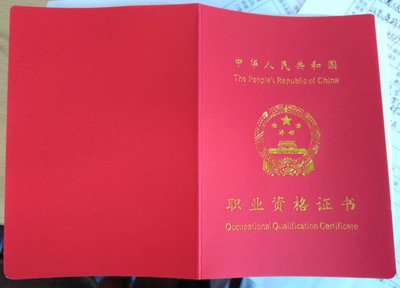 中华人民共和国
The People's Republic of China
职业资格证书
Occupational Qualification Certificate